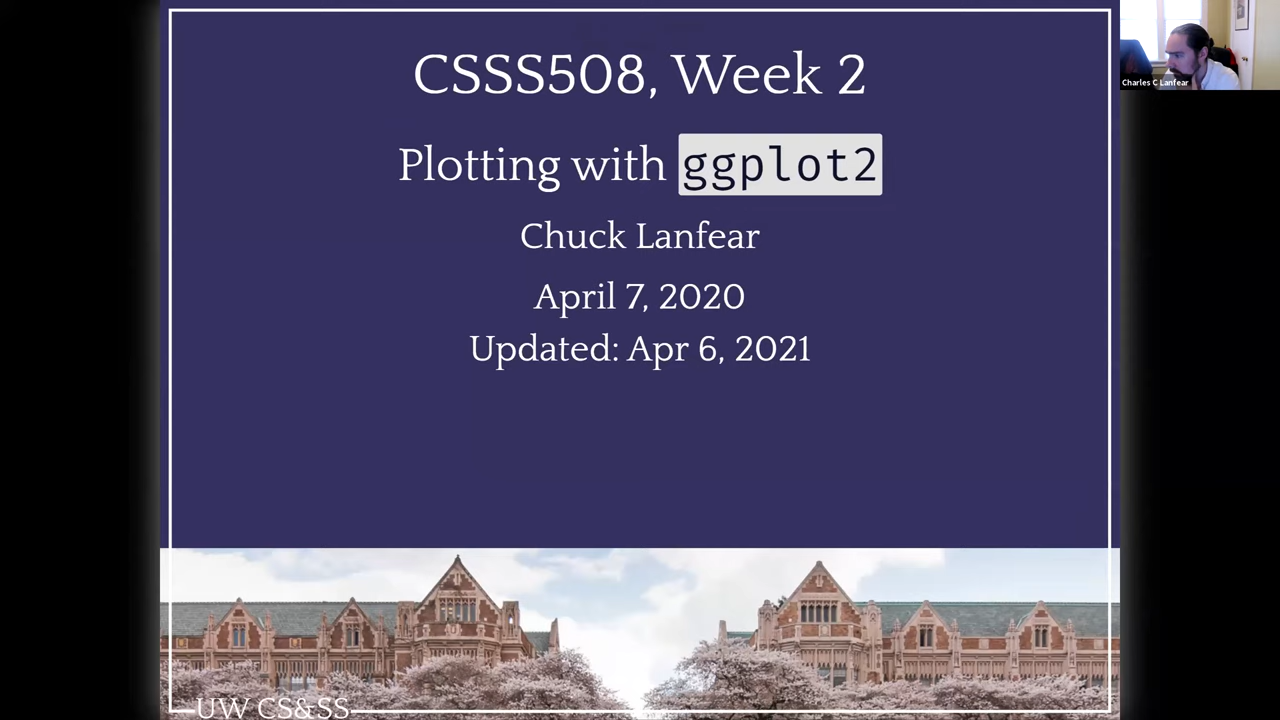 CSSS508, Week 2
Plotting with ggplot2
Chuck Lanfear
April 7, 2020
Updated: Apr 6, 2021
UW CS&SS
Charles C Lanfear